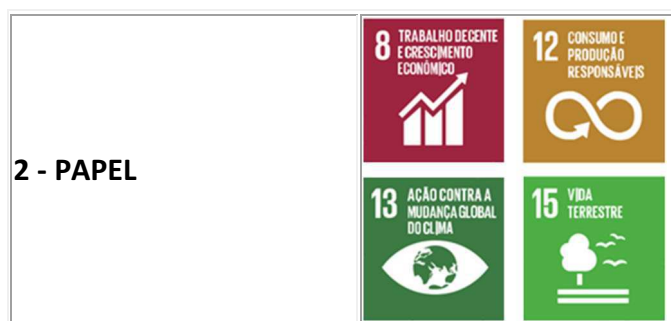 2 - PAPEL
8 TRABALHO DECENTE
E CRESCIMENTO
ECONÔMICO
12 CONSUMO E
PRODUÇÃO
RESPONSÁVEIS
13 AÇÃO CONTRA A
MUDANÇA GLOBAL
DO CLIMA
15 VIDA
TERRESTRE